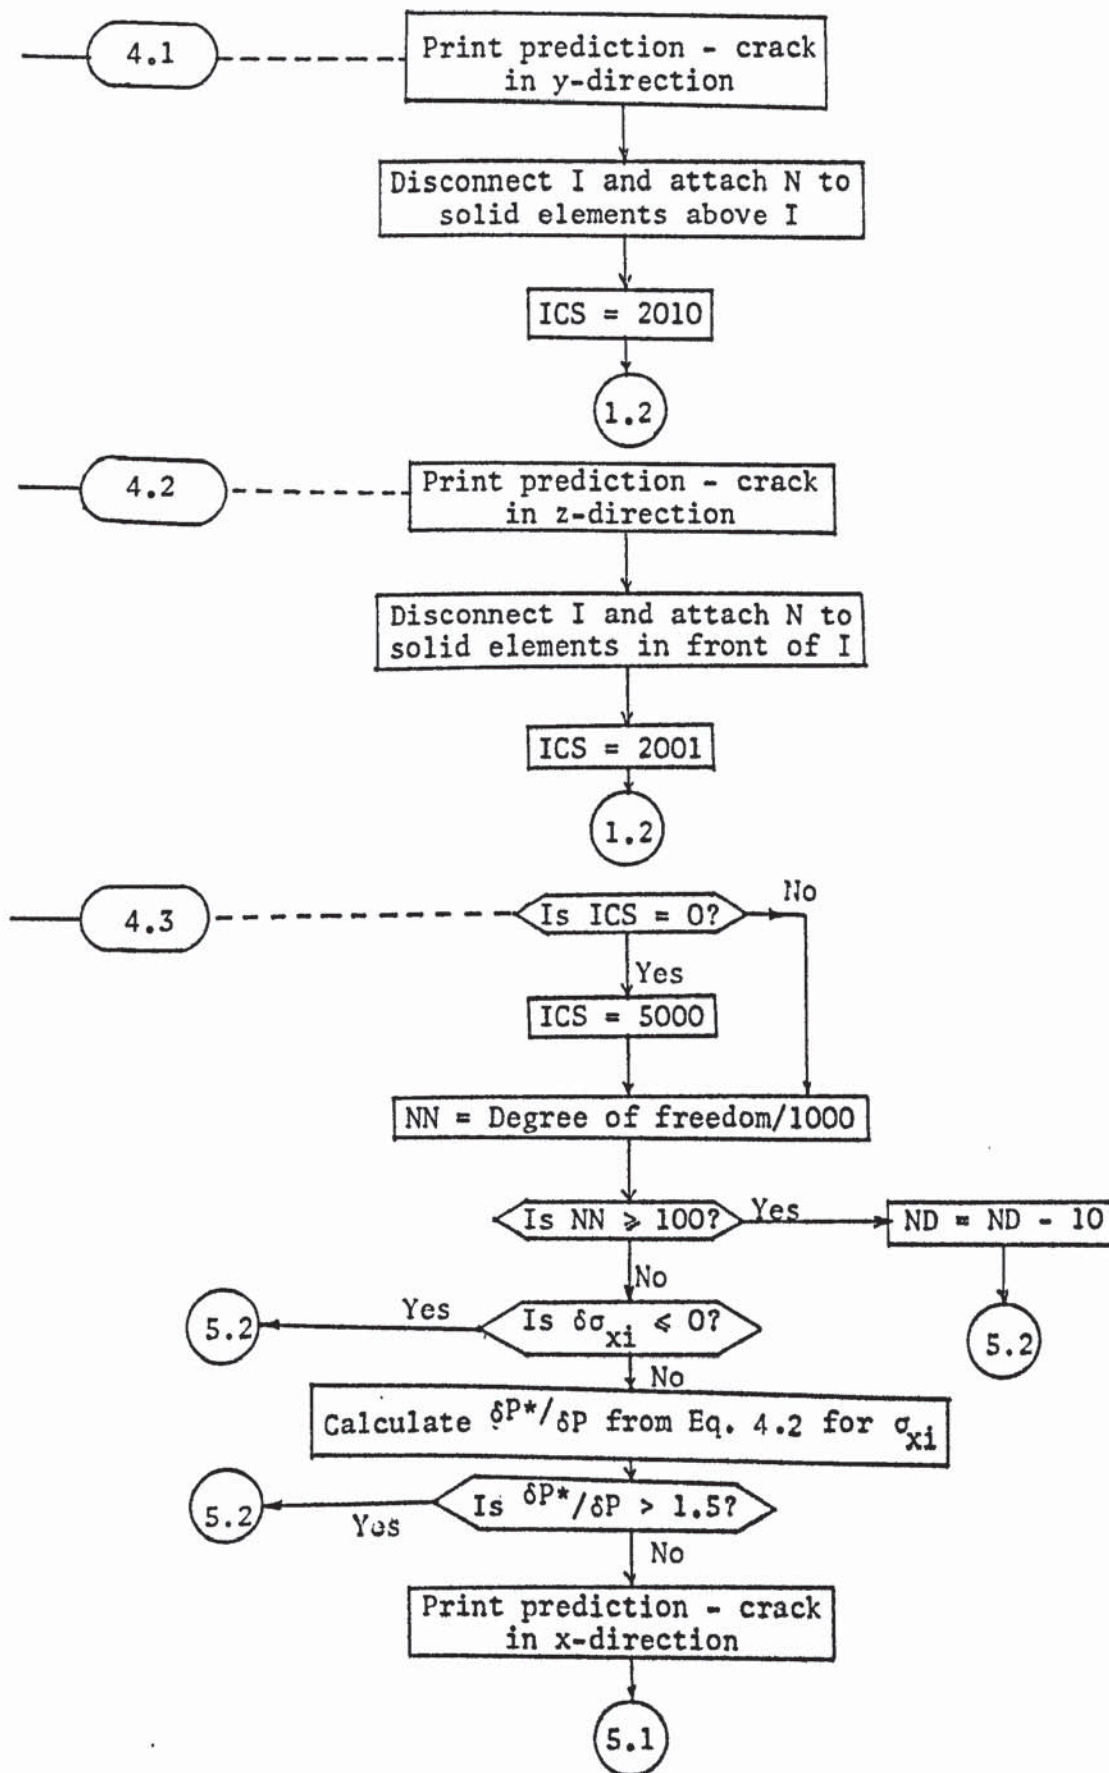 4.1
Print prediction - crack
in y-direction
Disconnect I and attach N to
solid elements above I
ICS = 2010
1.2
4.2
Print prediction - crack
in z-direction
Disconnect I and attach N to
solid elements in front of I
ICS = 2001
1.2
4.3
Is ICS = 0?
No
Yes
ICS = 5000
NN = Degree of freedom/1000
Is NN ⩾ 100?
Yes
ND = ND - 10
No
5.2
Yes
Is δσxi ⩽ 0?
5.2
No
Calculate δP*/δP from Eq. 4.2 for σxi
5.2
Yes
Is δP*/δP > 1.5?
No
Print prediction - crack
in x-direction
5.1